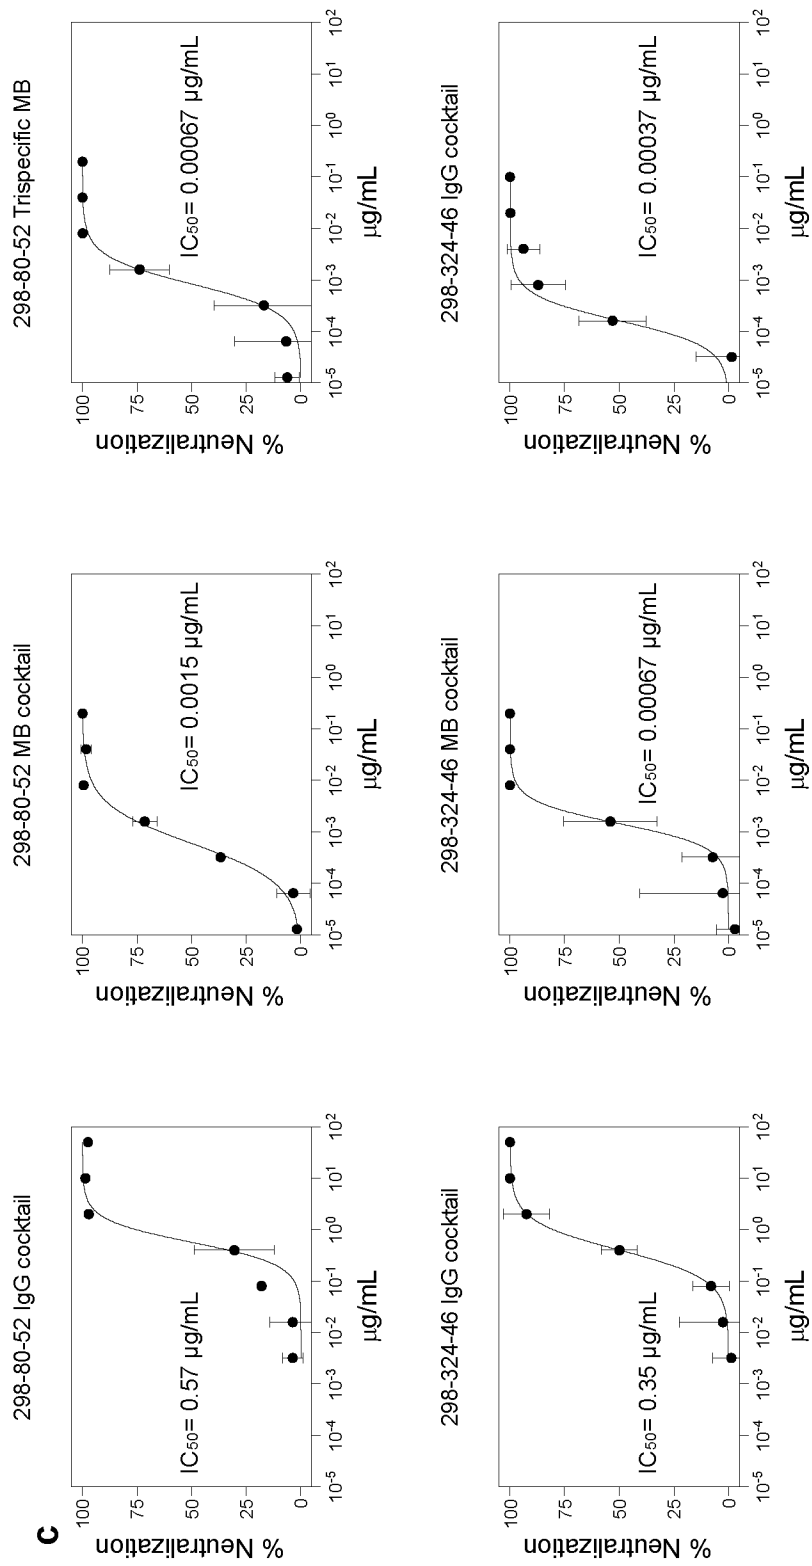 c
298-80-52 IgG cocktail
% Neutralization
100
75
50
25
0
IC50= 0.57 µg/mL
10-5 10-4 10-3 10-2 10-1 100 101 102
µg/mL
298-80-52 MB cocktail
% Neutralization
100
75
50
25
0
IC50= 0.0015 µg/mL
10-5 10-4 10-3 10-2 10-1 100 101 102
µg/mL
298-80-52 Trispecific MB
% Neutralization
100
75
50
25
0
IC50= 0.00067 µg/mL
10-5 10-4 10-3 10-2 10-1 100 101 102
µg/mL
298-324-46 IgG cocktail
% Neutralization
100
75
50
25
0
IC50= 0.35 µg/mL
10-5 10-4 10-3 10-2 10-1 100 101 102
µg/mL
298-324-46 MB cocktail
% Neutralization
100
75
50
25
0
IC50= 0.00067 µg/mL
10-5 10-4 10-3 10-2 10-1 100 101 102
µg/mL
298-324-46 IgG cocktail
% Neutralization
100
75
50
25
0
IC50= 0.00037 µg/mL
10-5 10-4 10-3 10-2 10-1 100 101 102
µg/mL